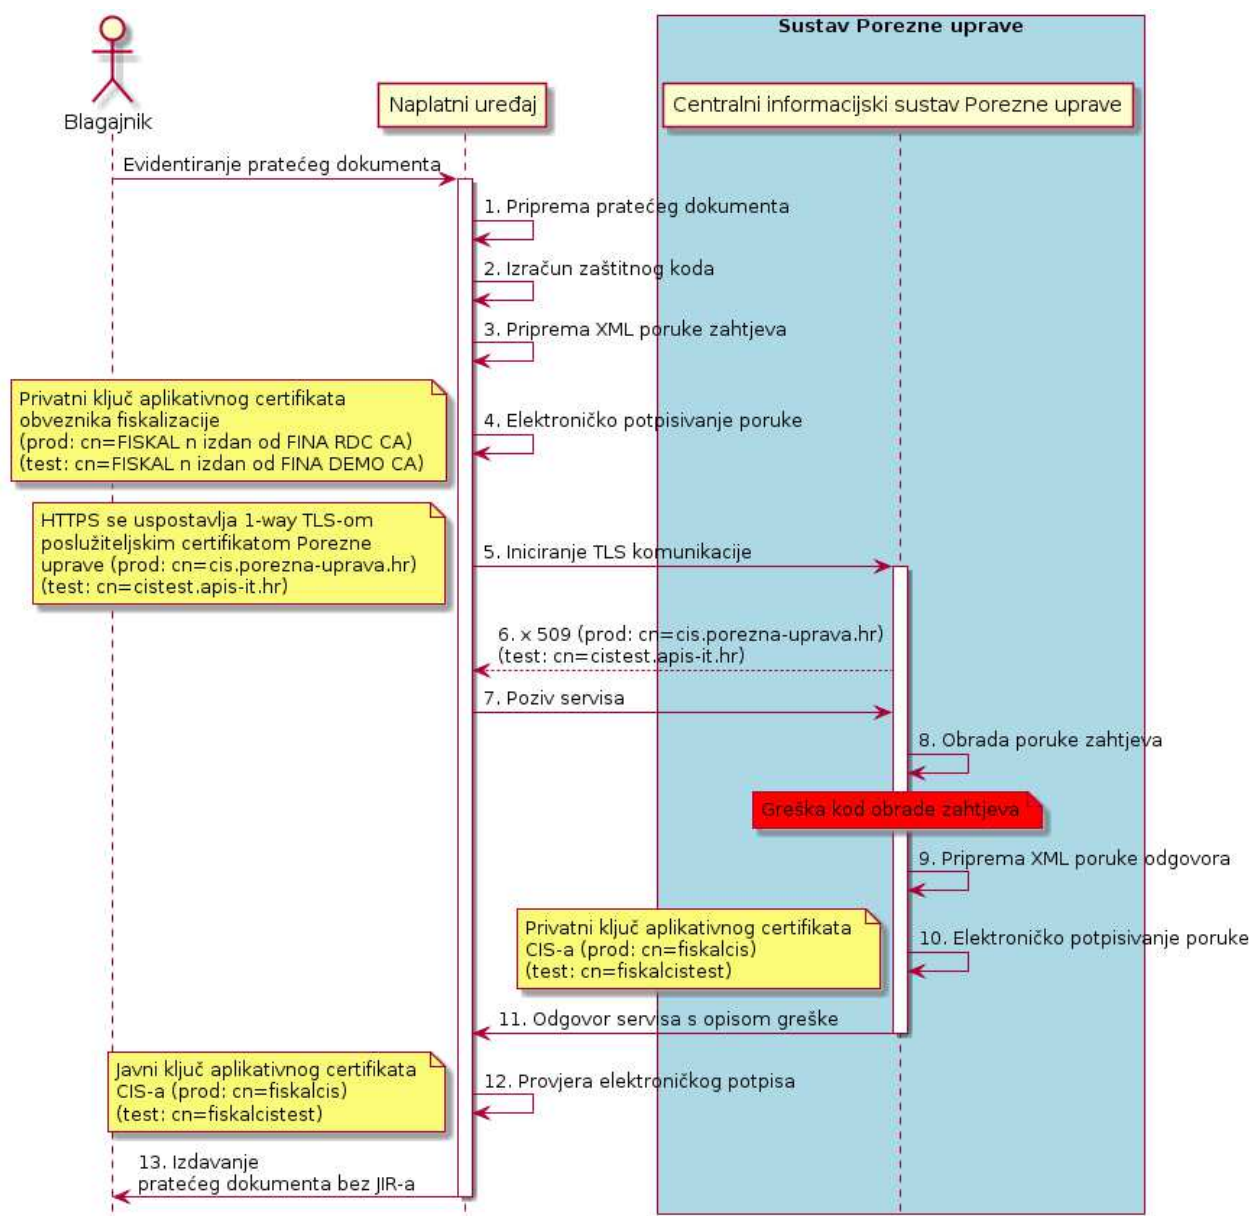 Sustav Porezne uprave
Blagajnik
Naplatni uređaj
Centralni informacijski sustav Porezne uprave
Evidentiranje pratećeg dokumenta
1. Priprema pratećeg dokumenta
2. Izračun zaštitnog koda
3. Priprema XML poruke zahtjeva
Privatni ključ aplikativnog certifikata
obveznika fiskalizacije
(prod: cn=FISKAL n izdan od FINA RDC CA)
(test: cn=FISKAL n izdan od FINA DEMO CA)
4. Elektroničko potpisivanje poruke
HTTPS se uspostavlja 1-way TLS-om
poslužiteljskim certifikatom Porezne
uprave (prod: cn=cis.porezna-uprava.hr)
(test: cn=cistest.apis-it.hr)
5. Iniciranje TLS komunikacije
6. x 509 (prod: cn=cis.porezna-uprava.hr)
(test: cn=cistest.apis-it.hr)
7. Poziv servisa
8. Obrada poruke zahtjeva
Greška kod obrade zahtjeva
9. Priprema XML poruke odgovora
Privatni ključ aplikativnog certifikata
CIS-a (prod: cn=fiskalcis)
(test: cn=fiskalcistest)
10. Elektroničko potpisivanje poruke
11. Odgovor servisa s opisom greške
Javni ključ aplikativnog certifikata
CIS-a (prod: cn=fiskalcis)
(test: cn=fiskalcistest)
12. Provjera elektroničkog potpisa
13. Izdavanje
pratećeg dokumenta bez JIR-a